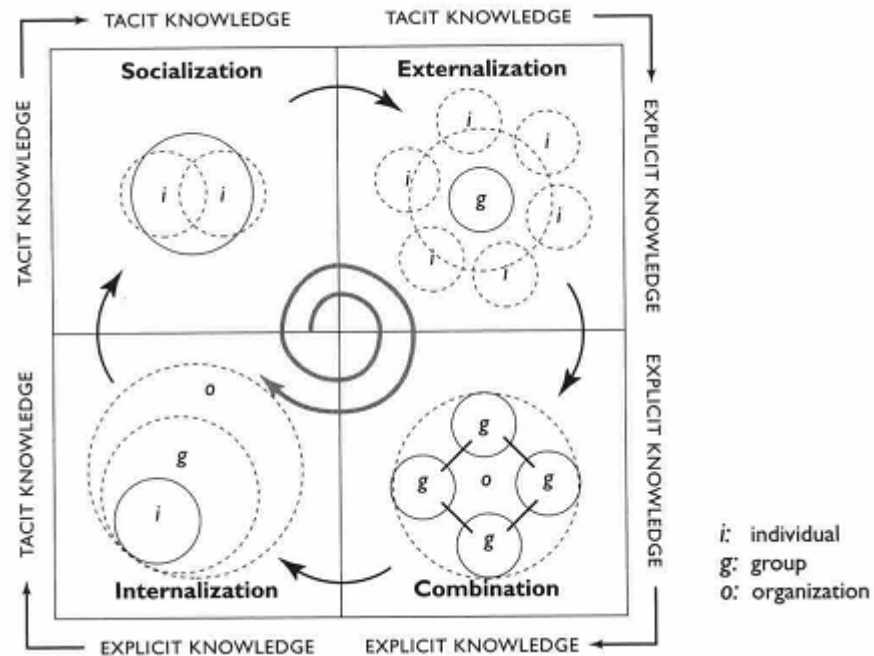 TACIT KNOWLEDGE
TACIT KNOWLEDGE
Socialization
Externalization
TACIT KNOWLEDGE
EXPLICIT KNOWLEDGE
i
i
i
i
i
i
i
i
g
TACIT KNOWLEDGE
EXPLICIT KNOWLEDGE
o
g
i
g
g
o
g
g
Internalization
Combination
EXPLICIT KNOWLEDGE
EXPLICIT KNOWLEDGE
i: individual
g: group
o: organization